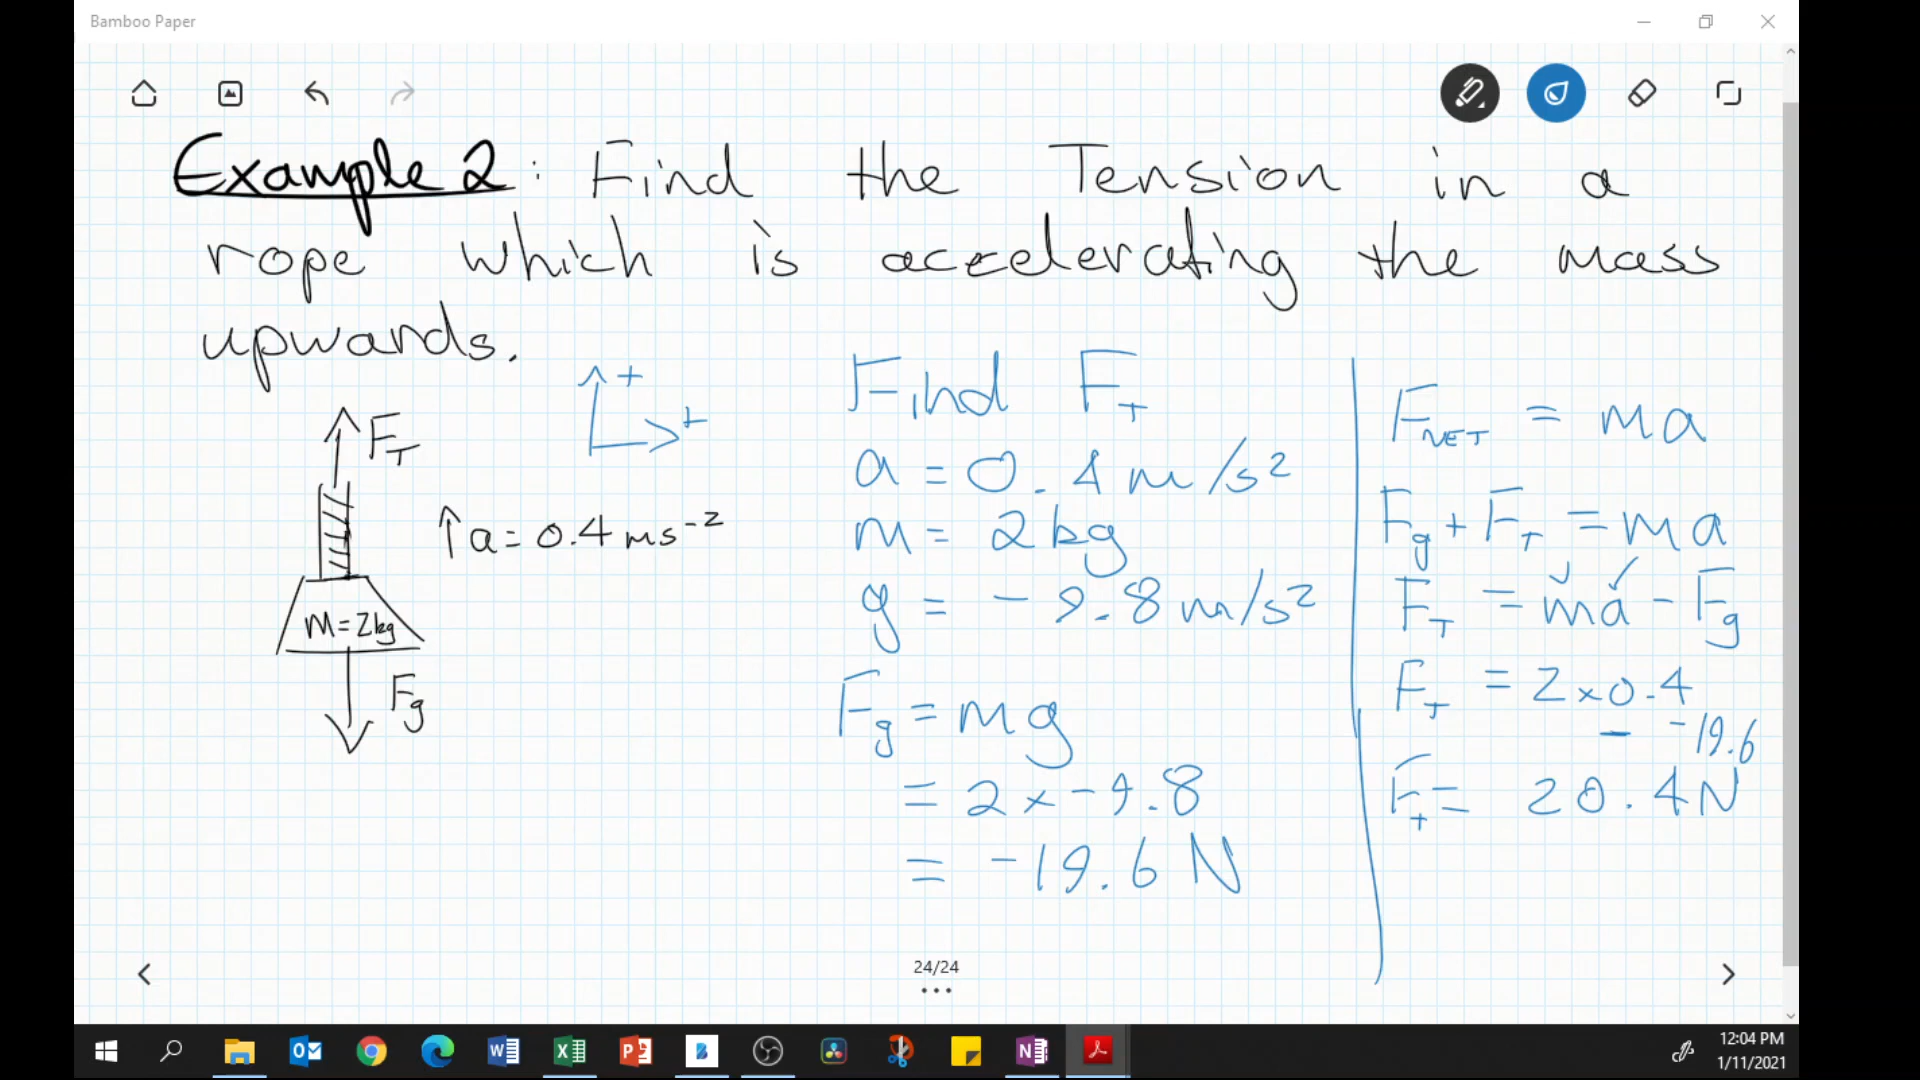 Bamboo Paper
Example 2: Find the Tension in a
rope which is accelerating the mass
upwards.
F_T
↑a = 0.4 ms⁻²
m = 2kg
F_g
+
+
Find F_T
a = 0.4 m/s²
m = 2kg
g = -9.8 m/s²
F_g = mg
= 2 x -9.8
= -19.6 N
F_NET = ma
F_g + F_T = ma
F_T = ma - F_g
F_T = 2 x 0.4
- -19.6
F_T = 20.4 N
24/24
12:04 PM
1/11/2021